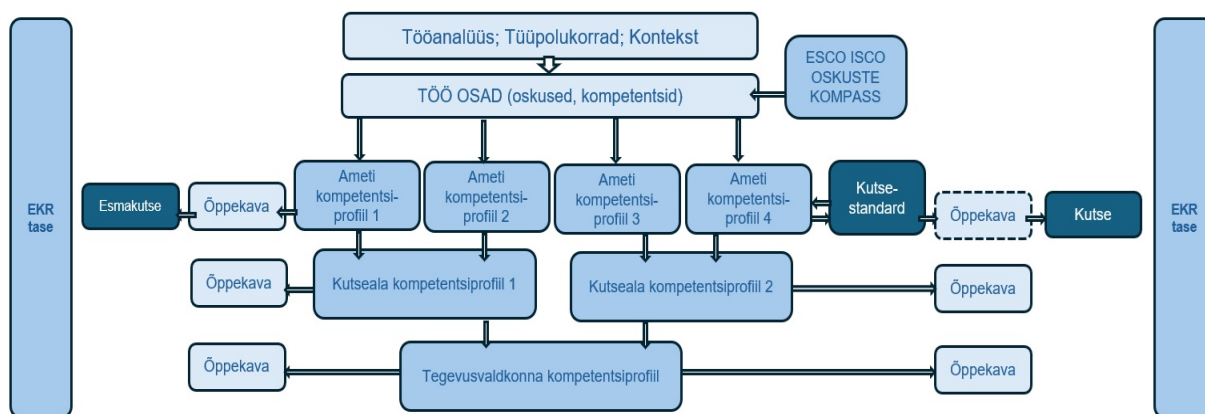 Tööanalüüs; Tüüpolukorrad; Kontekst
ESCO ISCO
OSKUSTE
KOMPASS
TÖÖ OSAD (oskused, kompetentsid)
EKR
tase
Esmakutse
Õppekava
Ameti
kompetentsi-
profiil 1
Ameti
kompetentsi-
profiil 2
Ameti
kompetentsi-
profiil 3
Ameti
kompetentsi-
profiil 4
Kutse-
standard
Õppekava
Kutse
EKR
tase
Õppekava
Kutseala kompetentsiprofiil 1
Kutseala kompetentsiprofiil 2
Õppekava
Õppekava
Tegevusvaldkonna kompetentsiprofiil
Õppekava